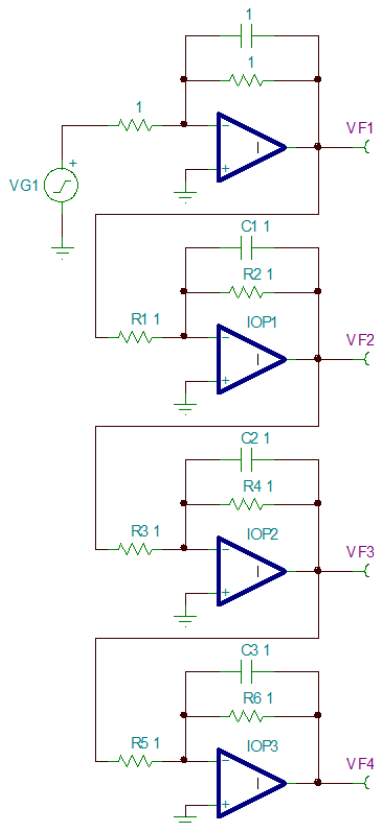 1
1
1
VF1
+
VG1
C1 1
R2 1
R1 1
IOP1
VF2
C2 1
R4 1
R3 1
IOP2
VF3
C3 1
R6 1
R5 1
IOP3
VF4